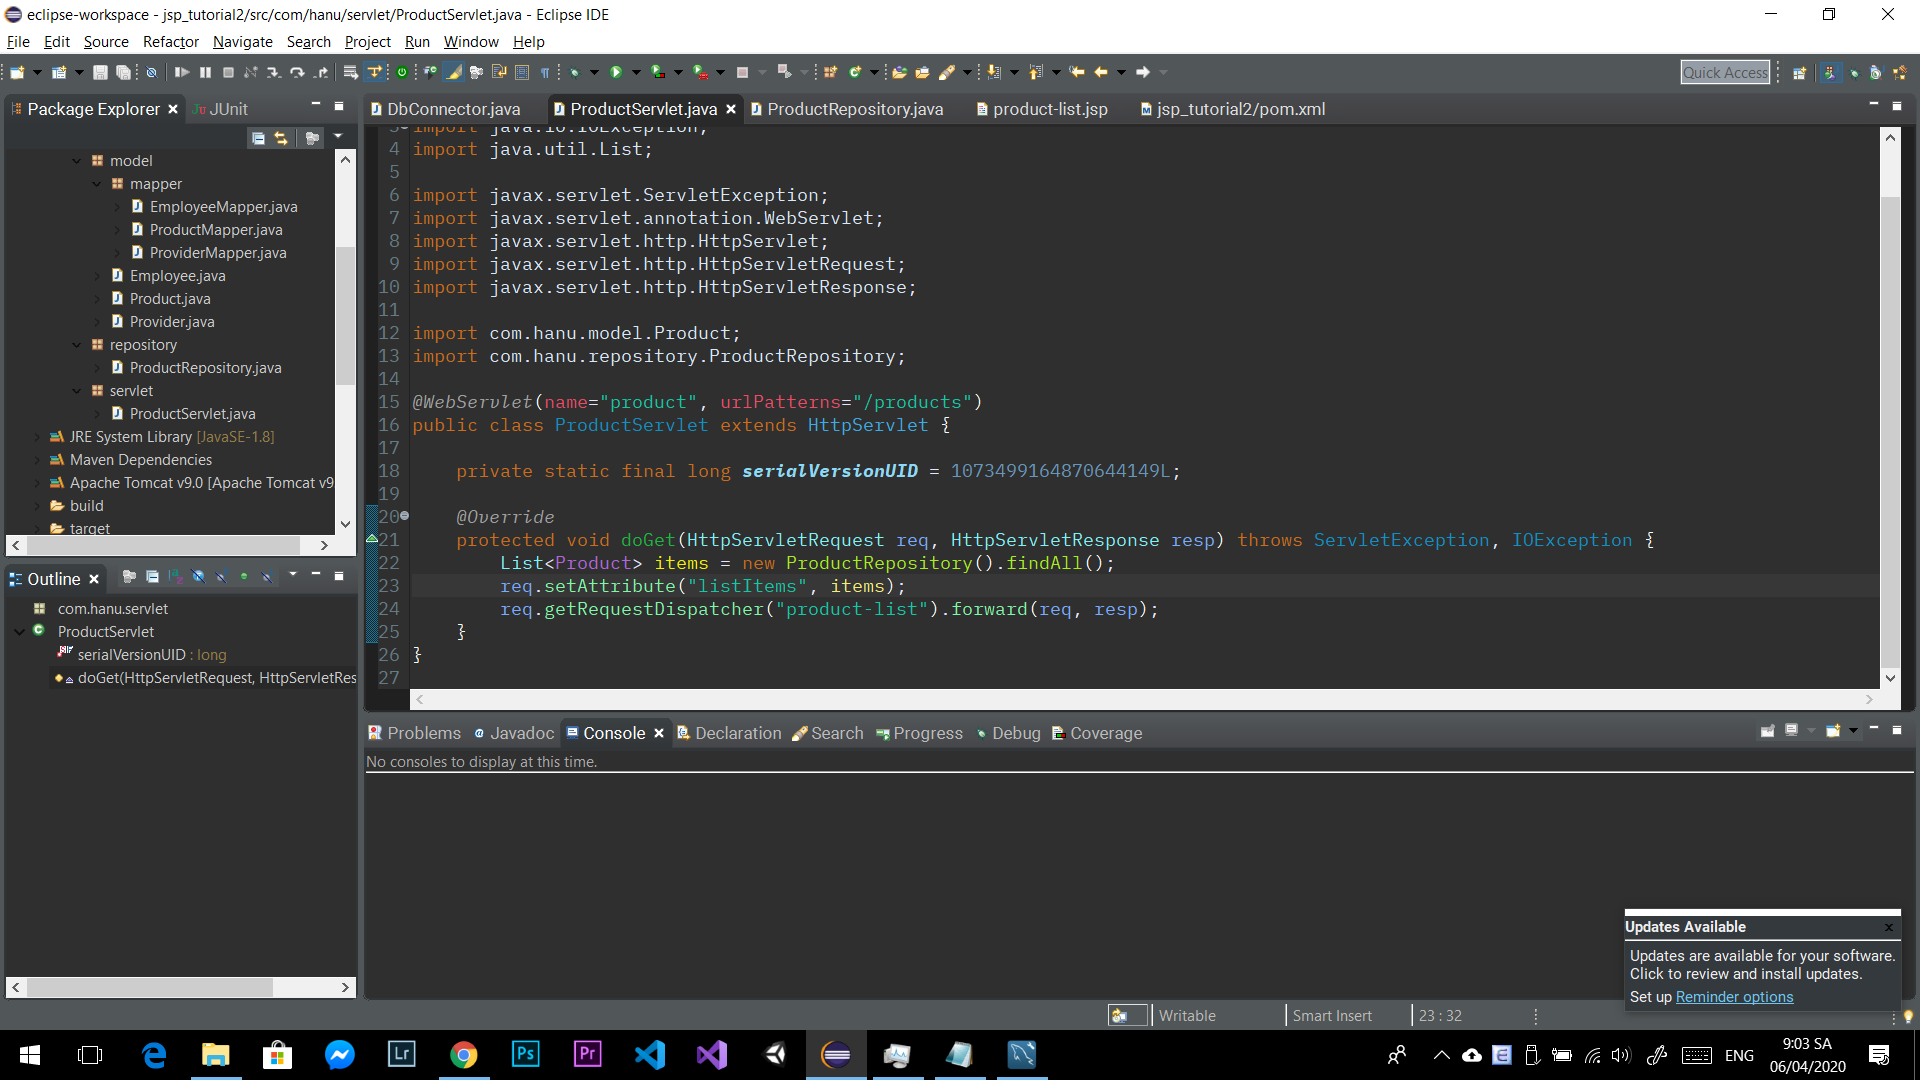 eclipse-workspace - jsp_tutorial2/src/com/hanu/servlet/ProductServlet.java - Eclipse IDE
File Edit Source Refactor Navigate Search Project Run Window Help
Quick Access
Package Explorer
JUnit
model
mapper
EmployeeMapper.java
ProductMapper.java
ProviderMapper.java
Employee.java
Product.java
Provider.java
repository
ProductRepository.java
servlet
ProductServlet.java
JRE System Library [JavaSE-1.8]
Maven Dependencies
Apache Tomcat v9.0 [Apache Tomcat v9
build
target
Outline
com.hanu.servlet
ProductServlet
serialVersionUID : long
doGet(HttpServletRequest, HttpServletRes
DbConnector.java
ProductServlet.java
ProductRepository.java
product-list.jsp
jsp_tutorial2/pom.xml
3 import java.io.IOException;
4 import java.util.List;
5
6 import javax.servlet.ServletException;
7 import javax.servlet.annotation.WebServlet;
8 import javax.servlet.http.HttpServlet;
9 import javax.servlet.http.HttpServletRequest;
10 import javax.servlet.http.HttpServletResponse;
11
12 import com.hanu.model.Product;
13 import com.hanu.repository.ProductRepository;
14
15 @WebServlet(name="product", urlPatterns="/products")
16 public class ProductServlet extends HttpServlet {
17
18 private static final long serialVersionUID = 1073499164870644149L;
19
20 @Override
21 protected void doGet(HttpServletRequest req, HttpServletResponse resp) throws ServletException, IOException {
22 List<Product> items = new ProductRepository().findAll();
23 req.setAttribute("listItems", items);
24 req.getRequestDispatcher("product-list").forward(req, resp);
25 }
26 }
27
Problems
Javadoc
Console
Declaration
Search
Progress
Debug
Coverage
No consoles to display at this time.
Updates Available
Updates are available for your software.
Click to review and install updates.
Set up Reminder options
Writable
Smart Insert
23 : 32
Lr
Ps
Pr
ENG
9:03 SA
06/04/2020